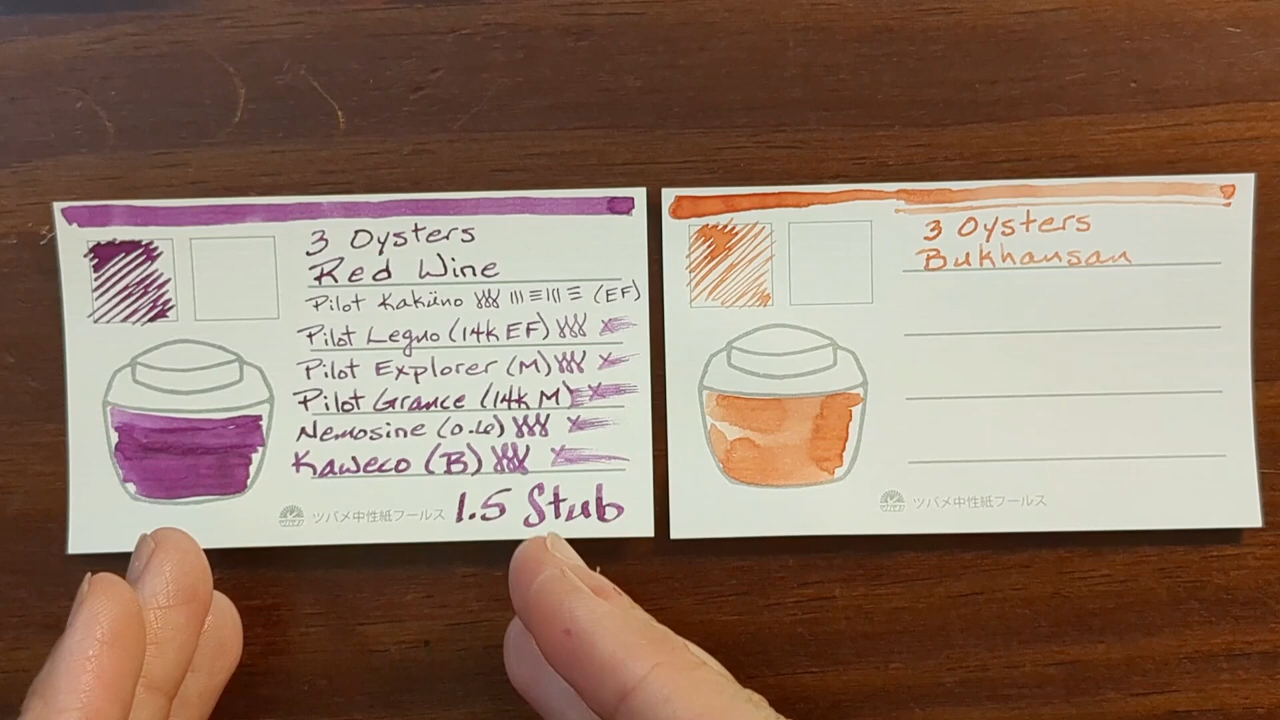 3 Oysters
Red Wine
Pilot Kaküno (EF)
Pilot Legno (14k EF)
Pilot Explorer (M)
Pilot Grance (14k M)
Nemosine (0.6)
Kaweco (B)
1.5 Stub
ツバメ中性紙フールス
3 Oysters
Bukhansan
ツバメ中性紙フールス